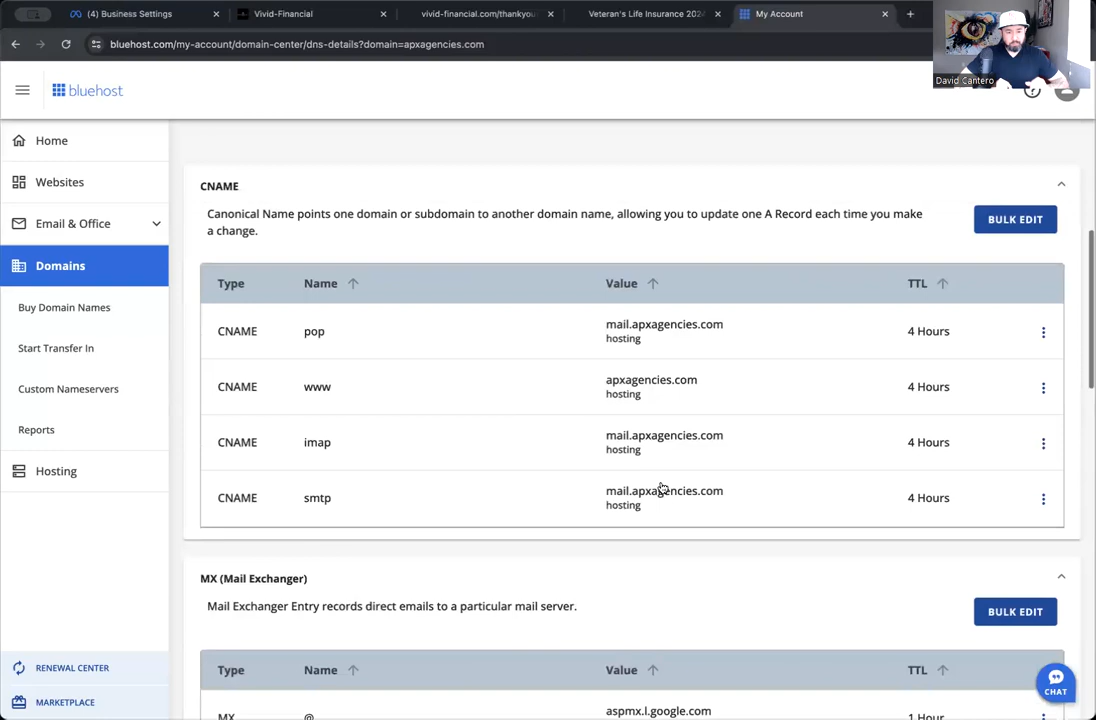 (4) Business Settings
Vivid-Financial
vivid-financial.com/thankyou
Veteran's Life Insurance 202
My Account
bluehost.com/my-account/domain-center/dns-details?domain=apxagencies.com
David Cantero
bluehost
Home
Websites
Email & Office
Domains
Buy Domain Names
Start Transfer In
Custom Nameservers
Reports
Hosting
RENEWAL CENTER
MARKETPLACE
CNAME
Canonical Name points one domain or subdomain to another domain name, allowing you to update one A Record each time you make
a change.
BULK EDIT
Type Name Value TTL
CNAME pop mail.apxagencies.com 4 Hours
hosting
CNAME www apxagencies.com 4 Hours
hosting
CNAME imap mail.apxagencies.com 4 Hours
hosting
CNAME smtp mail.apxagencies.com 4 Hours
hosting
MX (Mail Exchanger)
Mail Exchanger Entry records direct emails to a particular mail server.
BULK EDIT
Type Name Value TTL
MX @ aspmx.l.google.com 1 Hour
CHAT